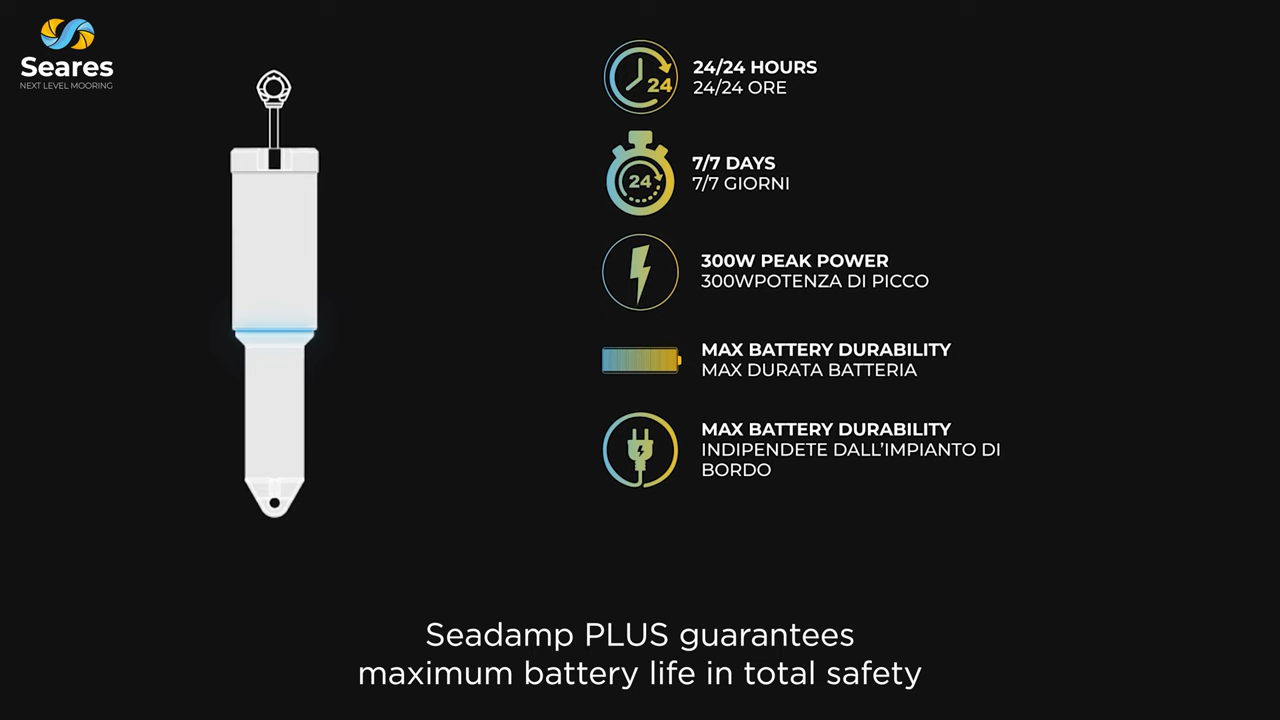 Seares
NEXT LEVEL MOORING
24
24/24 HOURS
24/24 ORE
24
7/7 DAYS
7/7 GIORNI
300W PEAK POWER
300WPOTENZA DI PICCO
MAX BATTERY DURABILITY
MAX DURATA BATTERIA
MAX BATTERY DURABILITY
INDIPENDETE DALL'IMPIANTO DI
BORDO
Seadamp PLUS guarantees
maximum battery life in total safety